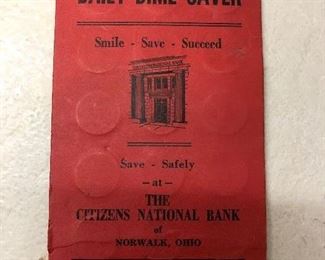 DAILY DIME SAVER
Smile - Save - Succeed
Save - Safely
- at -
THE
CITIZENS NATIONAL BANK
of
NORWALK, OHIO